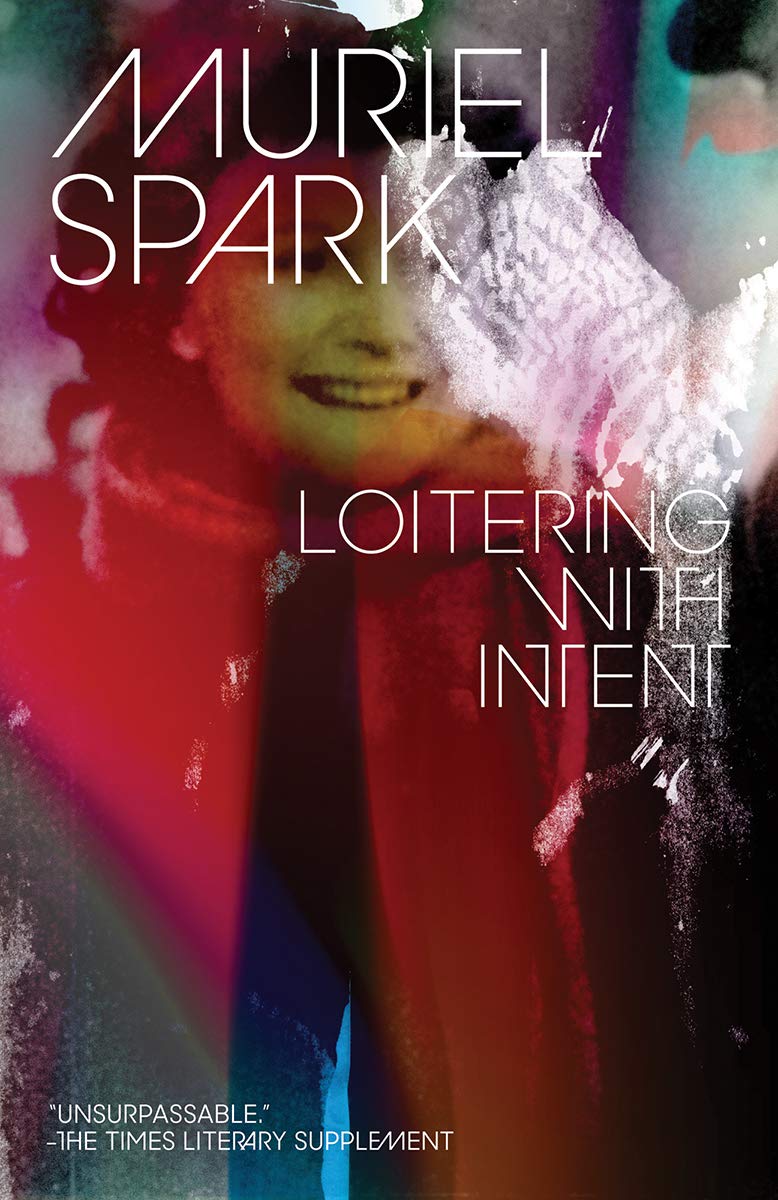 MURIEL
SPARK
LOITERING
WITH
INTENT
“UNSURPASSABLE.”
–THE TIMES LITERARY SUPPLEMENT